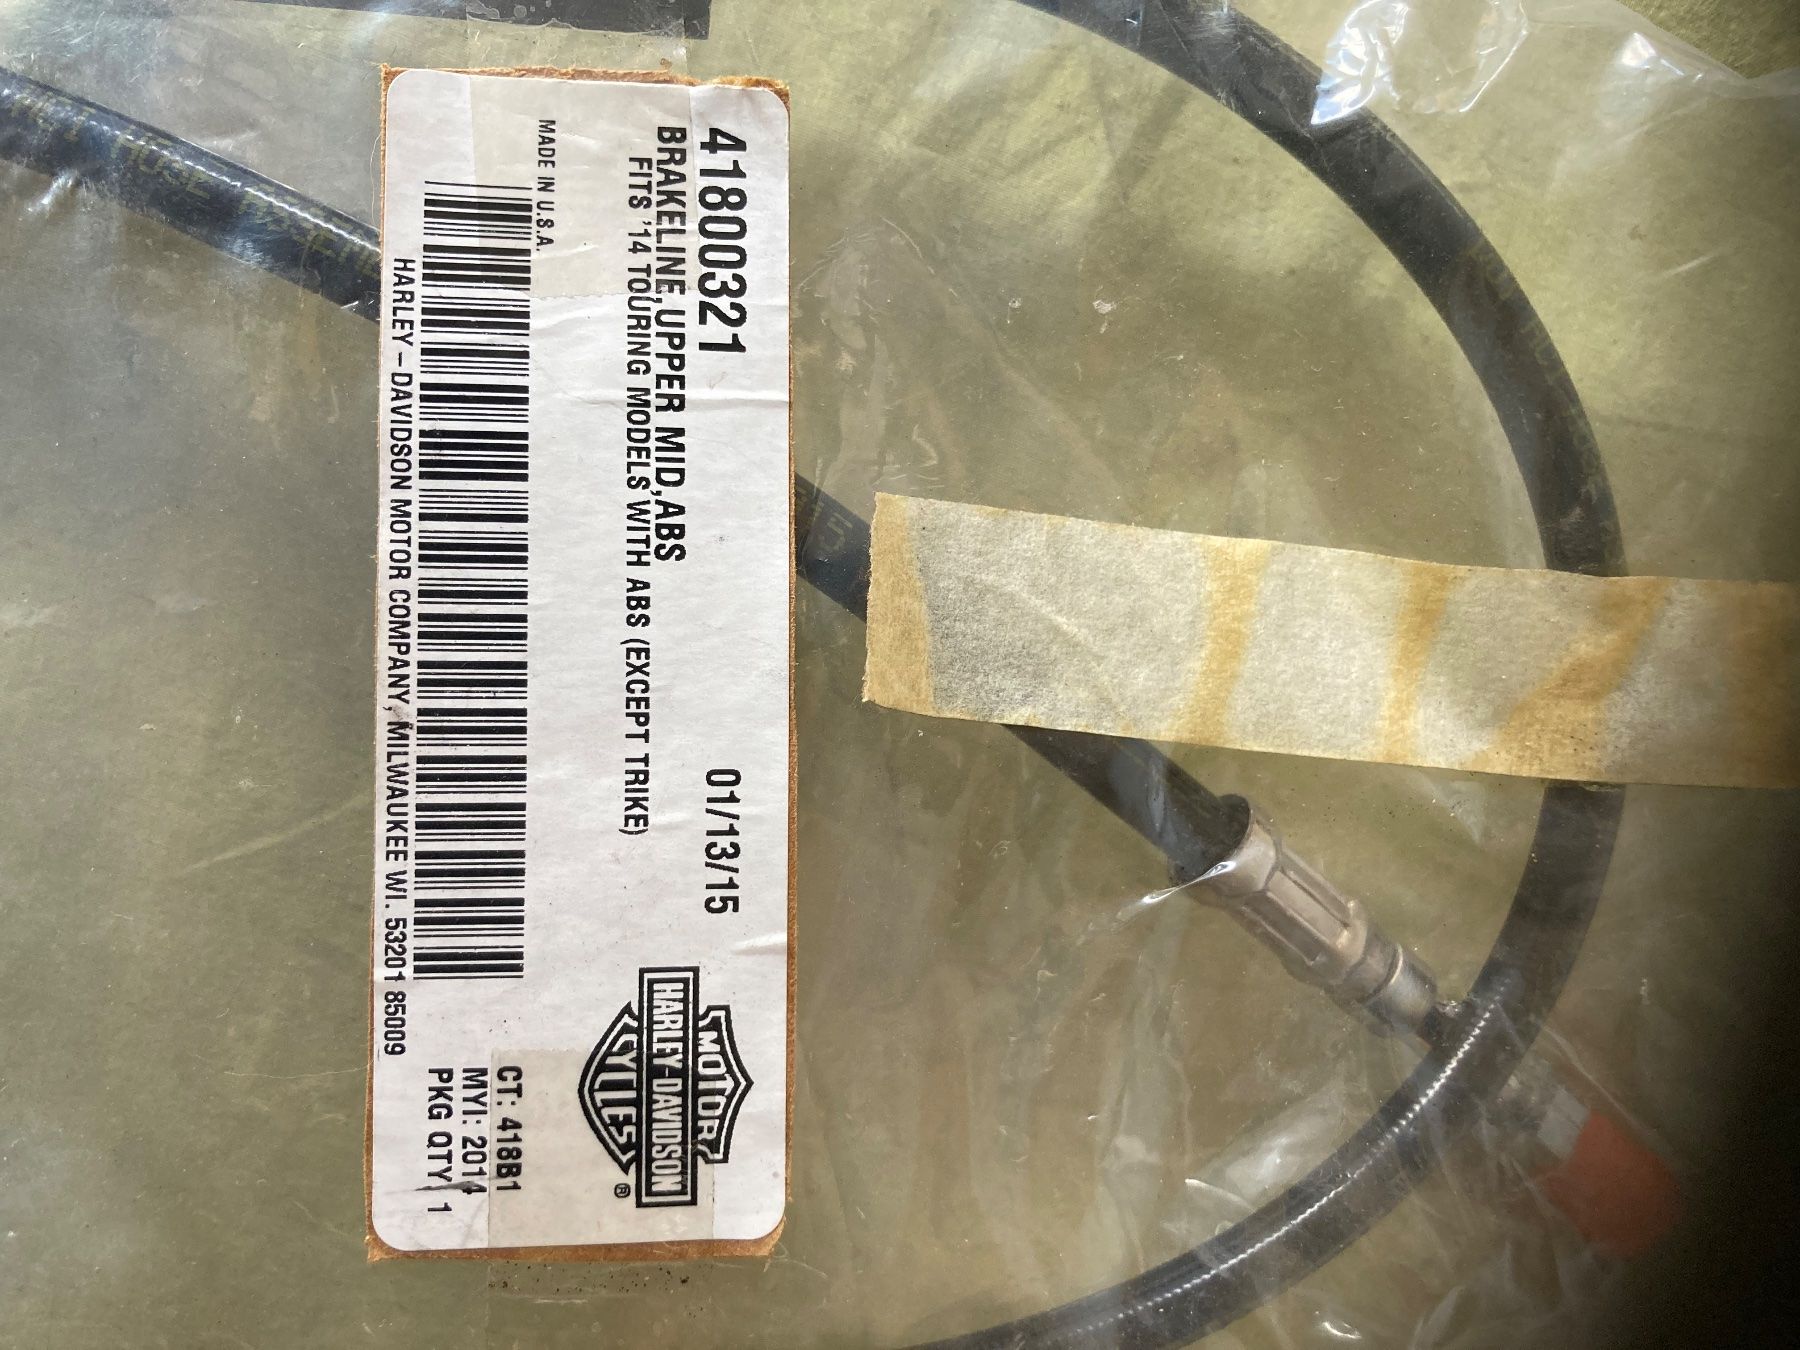 41800321
01/13/15
BRAKELINE,UPPER MID,ABS
FITS '14 TOURING MODELS WITH ABS (EXCEPT TRIKE)
MADE IN U.S.A.
MOTOR
HARLEY-DAVIDSON
CYCLES
®
CT: 418B1
MYI: 2014
PKG QTY 1
HARLEY-DAVIDSON MOTOR COMPANY, MILWAUKEE WI. 53201 85009